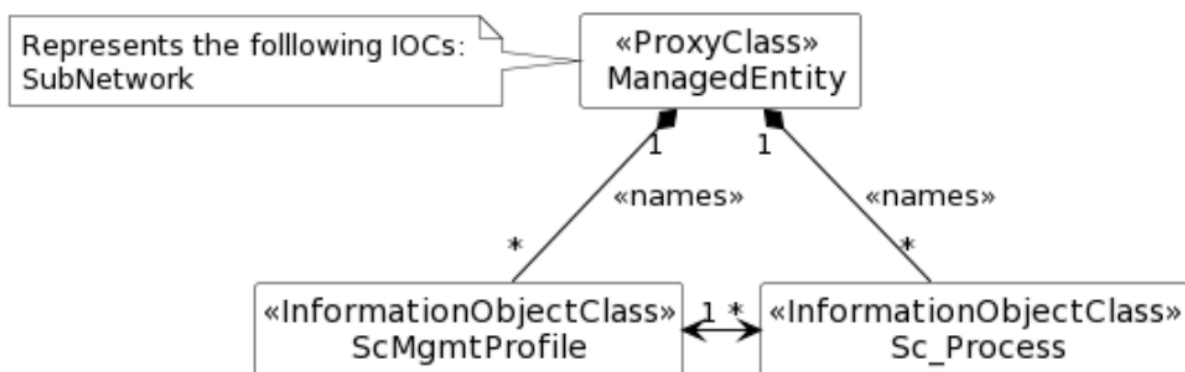 Represents the folllowing IOCs:
SubNetwork
«ProxyClass»
ManagedEntity
1
1
«names»
«names»
*
*
«InformationObjectClass»
ScMgmtProfile
1 *
«InformationObjectClass»
Sc_Process